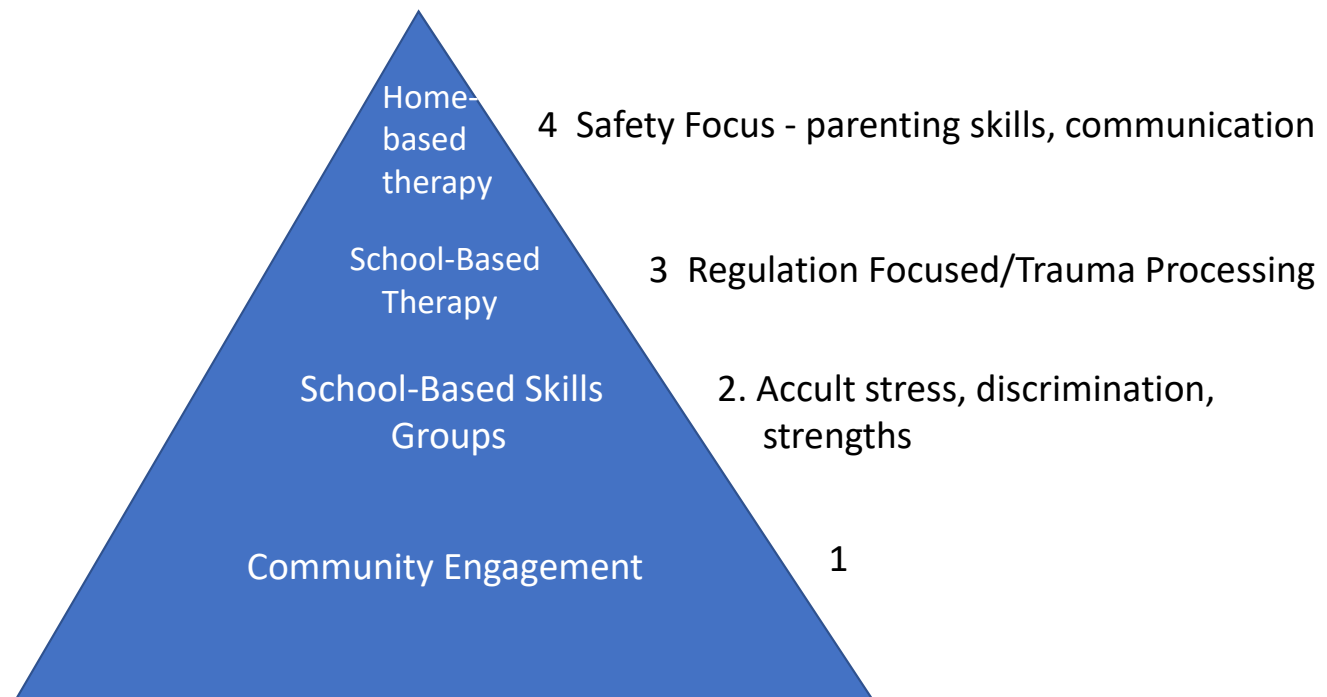 Home-
based
therapy
4 Safety Focus - parenting skills, communication
School-Based
Therapy
3 Regulation Focused/Trauma Processing
School-Based Skills
Groups
2. Accult stress, discrimination,
strengths
Community Engagement
1